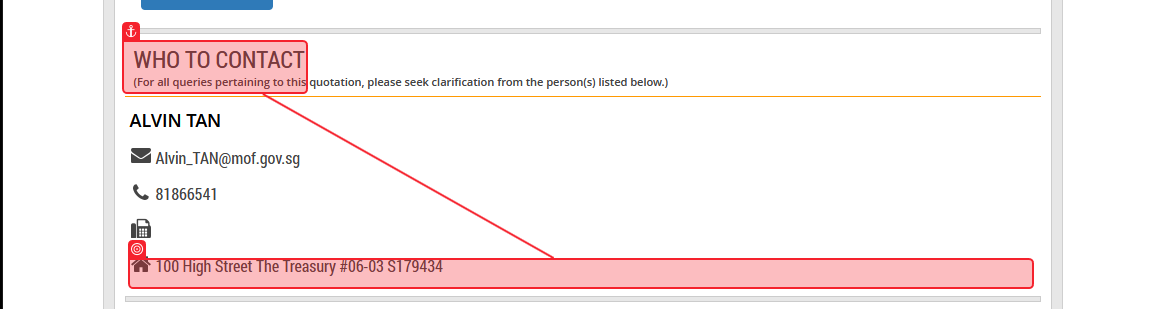 WHO TO CONTACT
(For all queries pertaining to this quotation, please seek clarification from the person(s) listed below.)
ALVIN TAN
Alvin_TAN@mof.gov.sg
81866541
100 High Street The Treasury #06-03 S179434